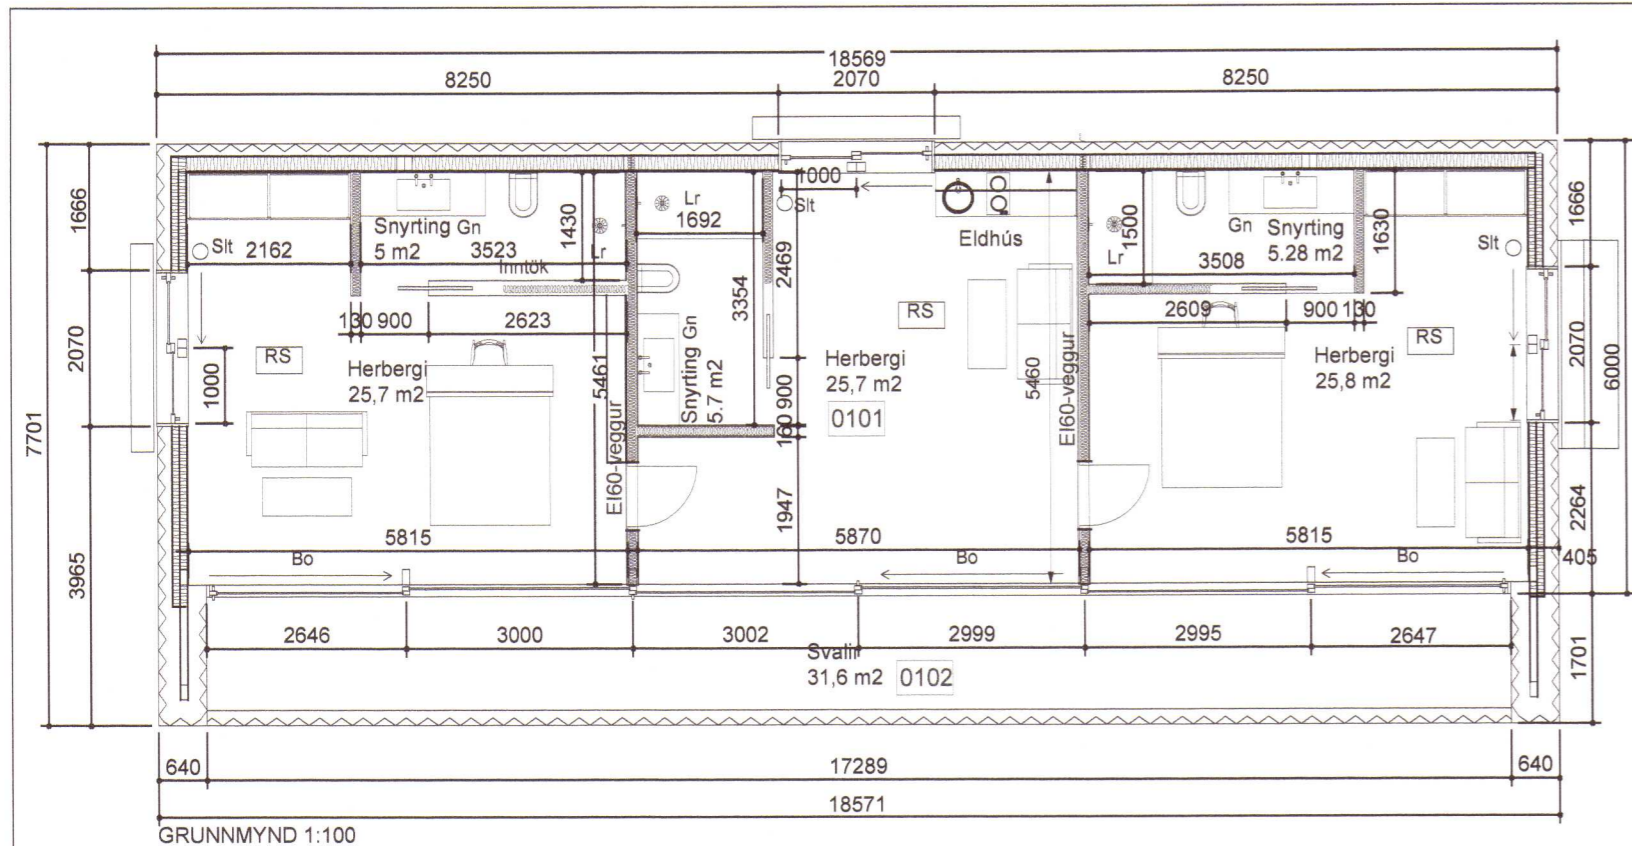 18569
8250
2070
8250
1666
2070
3965
7701
Slt
2162
Snyrting Gn
5 m2
3523
Inntök
1430
Lr
Lr
1692
130 900
2623
RS
Herbergi
25,7 m2
1000
5461
EI60-veggur
3354
Snyrting Gn
5.7 m2
1000
Slt
2469
160 900
1947
Eldhús
RS
Herbergi
25,7 m2
0101
5460
EI60-veggur
1500
Lr
Gn
Snyrting
5.28 m2
3508
1630
2609
900 130
Slt
RS
Herbergi
25,8 m2
1666
2070
6000
2264
405
1701
5815
5870
5815
Bo
Bo
Bo
2646
3000
3002
2999
2995
2647
Svalir
31,6 m2
0102
640
17289
640
18571
GRUNNMYND 1:100